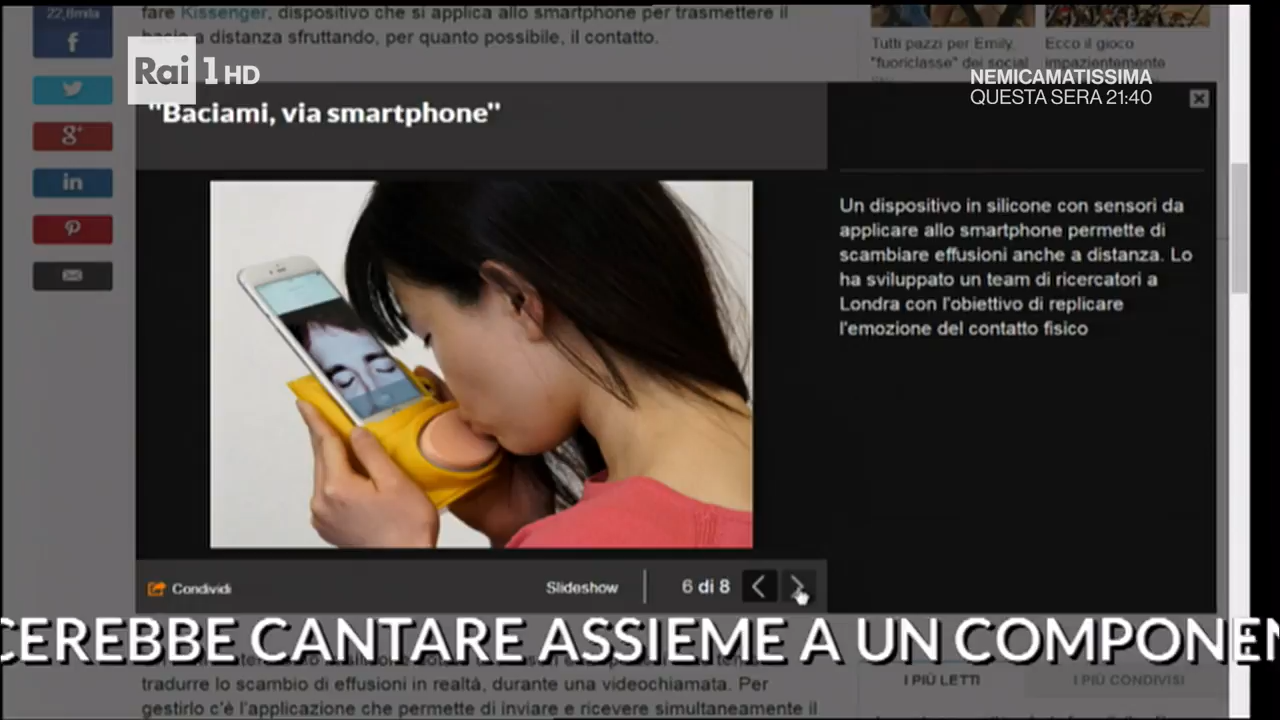 22,8mila
fare Kissenger, dispositivo che si applica allo smartphone per trasmettere il
bacio a distanza sfruttando, per quanto possibile, il contatto.
Tutti pazzi per Emily,
"fuoriclasse" dei social
Ecco il gioco
impazientemente
Rai 1 HD
NEMICAMATISSIMA
QUESTA SERA 21:40
"Baciami, via smartphone"
Un dispositivo in silicone con sensori da
applicare allo smartphone permette di
scambiare effusioni anche a distanza. Lo
ha sviluppato un team di ricercatori a
Londra con l'obiettivo di replicare
l'emozione del contatto fisico
Condividi
Slideshow
6 di 8
CEREBBE CANTARE ASSIEME A UN COMPONEN
tradurre lo scambio di effusioni in realtà, durante una videochiamata. Per
gestirlo c'è l'applicazione che permette di inviare e ricevere simultaneamente il
I PIÙ LETTI
I PIÙ CONDIVISI